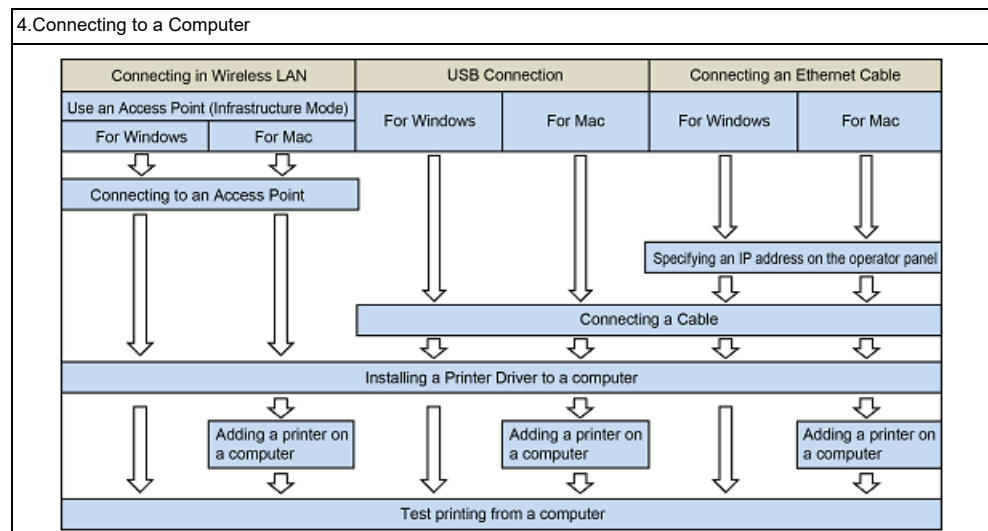 4.Connecting to a Computer
Connecting in Wireless LAN
USB Connection
Connecting an Ethernet Cable
Use an Access Point (Infrastructure Mode)
For Windows
For Mac
For Windows
For Mac
For Windows
For Mac
Connecting to an Access Point
Specifying an IP address on the operator panel
Connecting a Cable
Installing a Printer Driver to a computer
Adding a printer on
a computer
Adding a printer on
a computer
Adding a printer on
a computer
Test printing from a computer